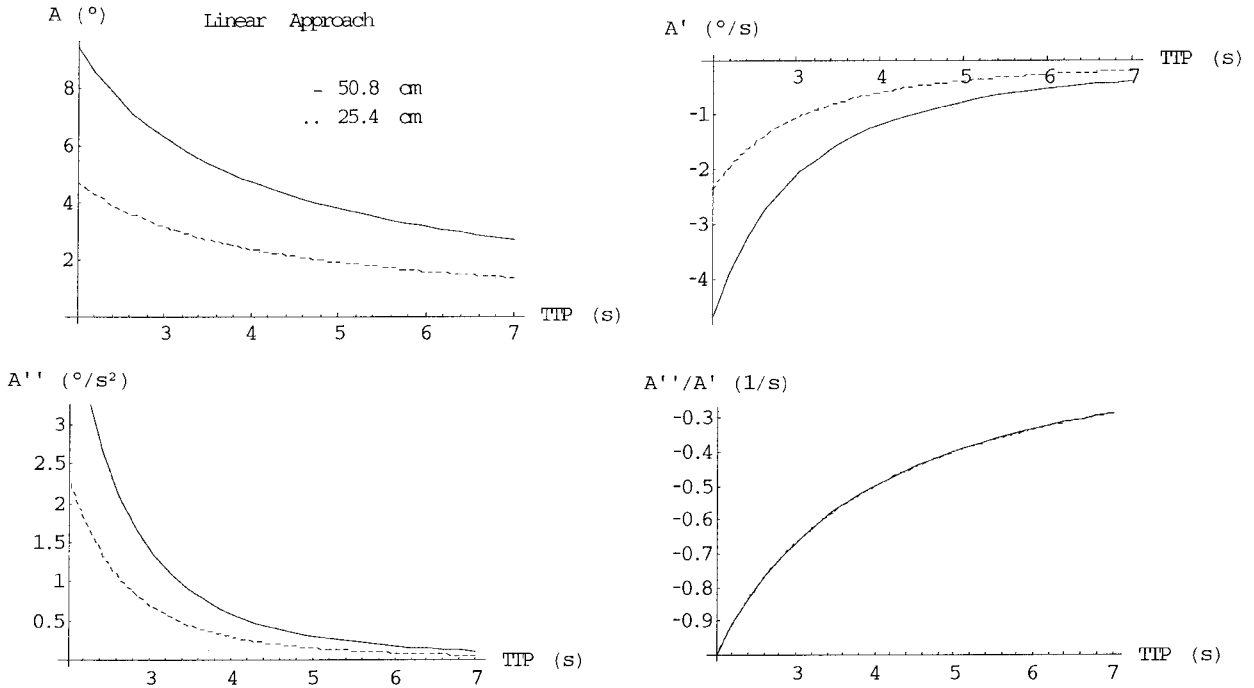 A (°)
Linear Approach
– 50.8 cm
.. 25.4 cm
8
6
4
2
3 4 5 6 7
TTP (s)
A' (°/s)
TTP (s)
3 4 5 6 7
-1
-2
-3
-4
A'' (°/s²)
3
2.5
2
1.5
1
0.5
3 4 5 6 7
TTP (s)
A''/A' (1/s)
-0.3
-0.4
-0.5
-0.6
-0.7
-0.8
-0.9
3 4 5 6 7
TTP (s)